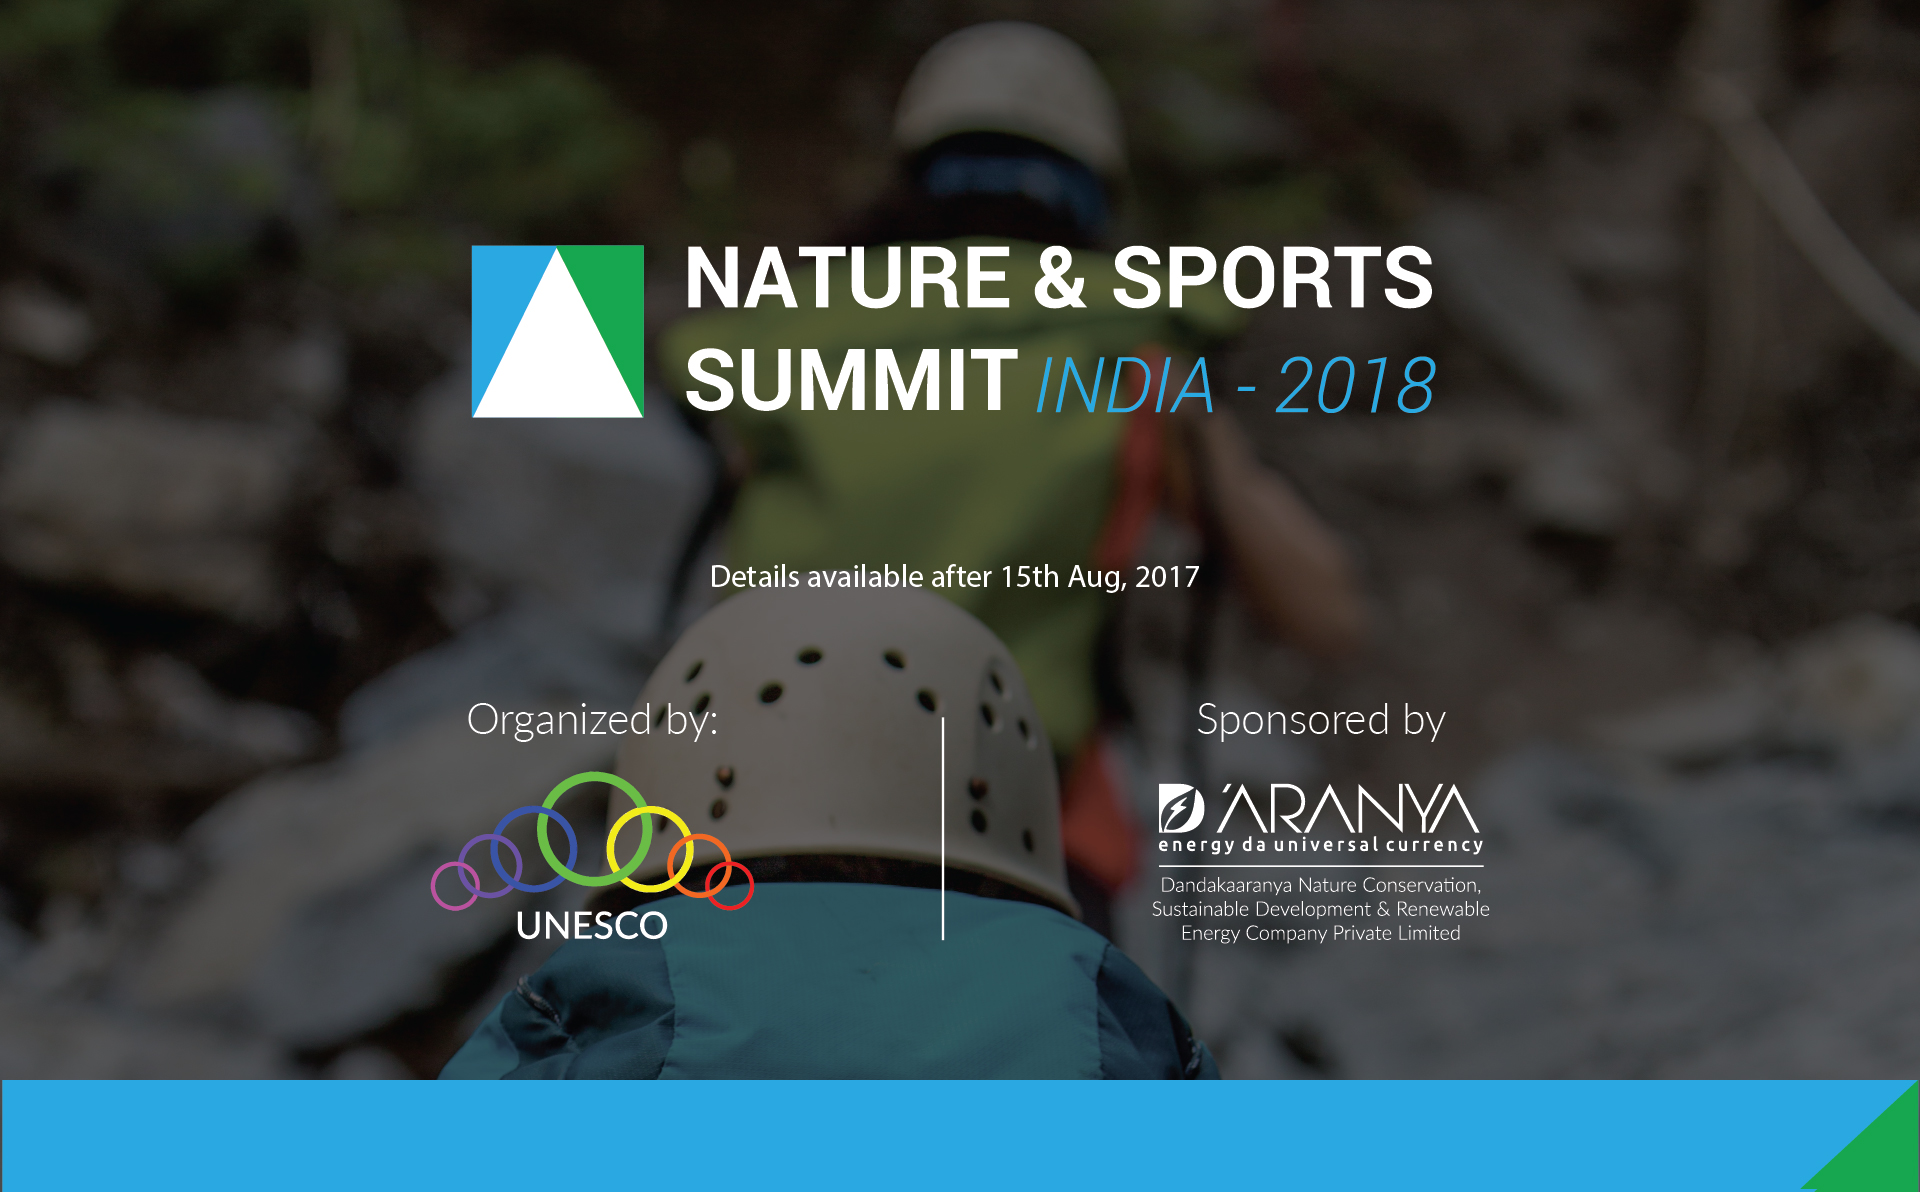 NATURE & SPORTS
SUMMIT INDIA - 2018
Details available after 15th Aug, 2017
Organized by:
UNESCO
Sponsored by
D'ARANYA
energy da universal currency
Dandakaaranya Nature Conservation,
Sustainable Development & Renewable
Energy Company Private Limited